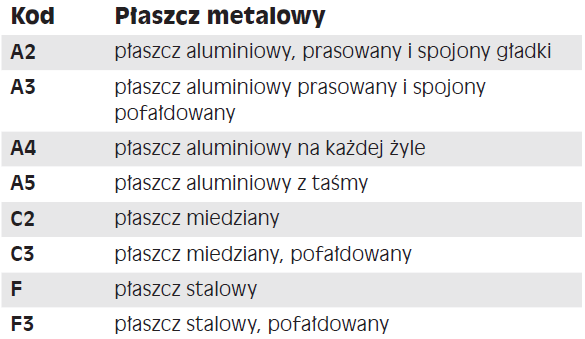 Kod Płaszcz metalowy
A2 płaszcz aluminiowy, prasowany i spojony gładki
A3 płaszcz aluminiowy prasowany i spojony
pofałdowany
A4 płaszcz aluminiowy na każdej żyle
A5 płaszcz aluminiowy z taśmy
C2 płaszcz miedziany
C3 płaszcz miedziany, pofałdowany
F płaszcz stalowy
F3 płaszcz stalowy, pofałdowany